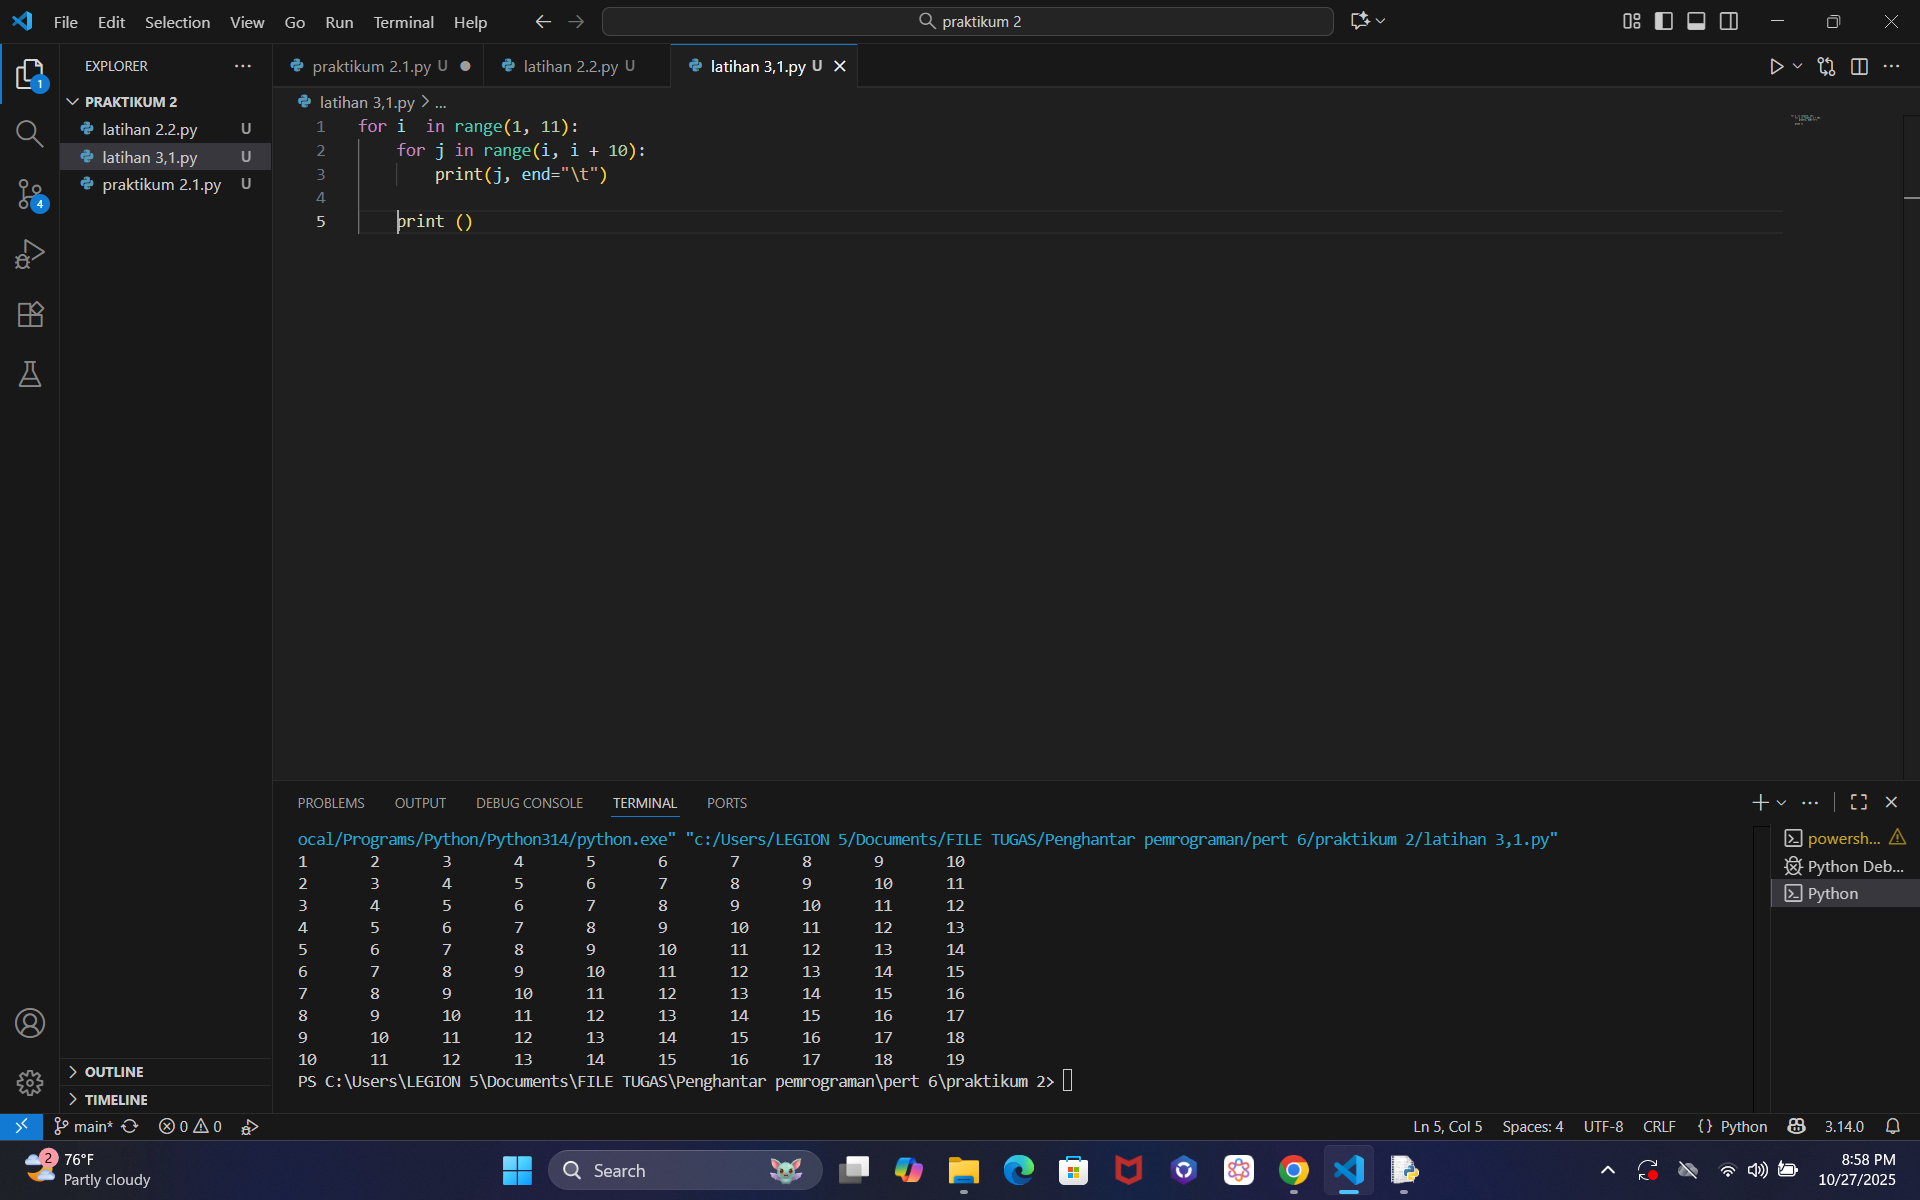 File Edit Selection View Go Run Terminal Help praktikum 2
EXPLORER
praktikum 2.1.py U
latihan 2.2.py U
latihan 3,1.py U
1
PRAKTIKUM 2
latihan 2.2.py U
latihan 3,1.py U
praktikum 2.1.py U
4
latihan 3,1.py > ...
1 for i  in range(1, 11):
2     for j in range(i, i + 10):
3         print(j, end="\t")
4
5     print ()
PROBLEMS OUTPUT DEBUG CONSOLE TERMINAL PORTS
ocal/Programs/Python/Python314/python.exe" "c:/Users/LEGION 5/Documents/FILE TUGAS/Penghantar pemrograman/pert 6/praktikum 2/latihan 3,1.py"
1 2 3 4 5 6 7 8 9 10
2 3 4 5 6 7 8 9 10 11
3 4 5 6 7 8 9 10 11 12
4 5 6 7 8 9 10 11 12 13
5 6 7 8 9 10 11 12 13 14
6 7 8 9 10 11 12 13 14 15
7 8 9 10 11 12 13 14 15 16
8 9 10 11 12 13 14 15 16 17
9 10 11 12 13 14 15 16 17 18
10 11 12 13 14 15 16 17 18 19
PS C:\Users\LEGION 5\Documents\FILE TUGAS\Penghantar pemrograman\pert 6\praktikum 2>
powersh...
Python Deb...
Python
OUTLINE
TIMELINE
main* 0 0 Ln 5, Col 5 Spaces: 4 UTF-8 CRLF {} Python 3.14.0
2
76°F
Partly cloudy
Search
8:58 PM
10/27/2025